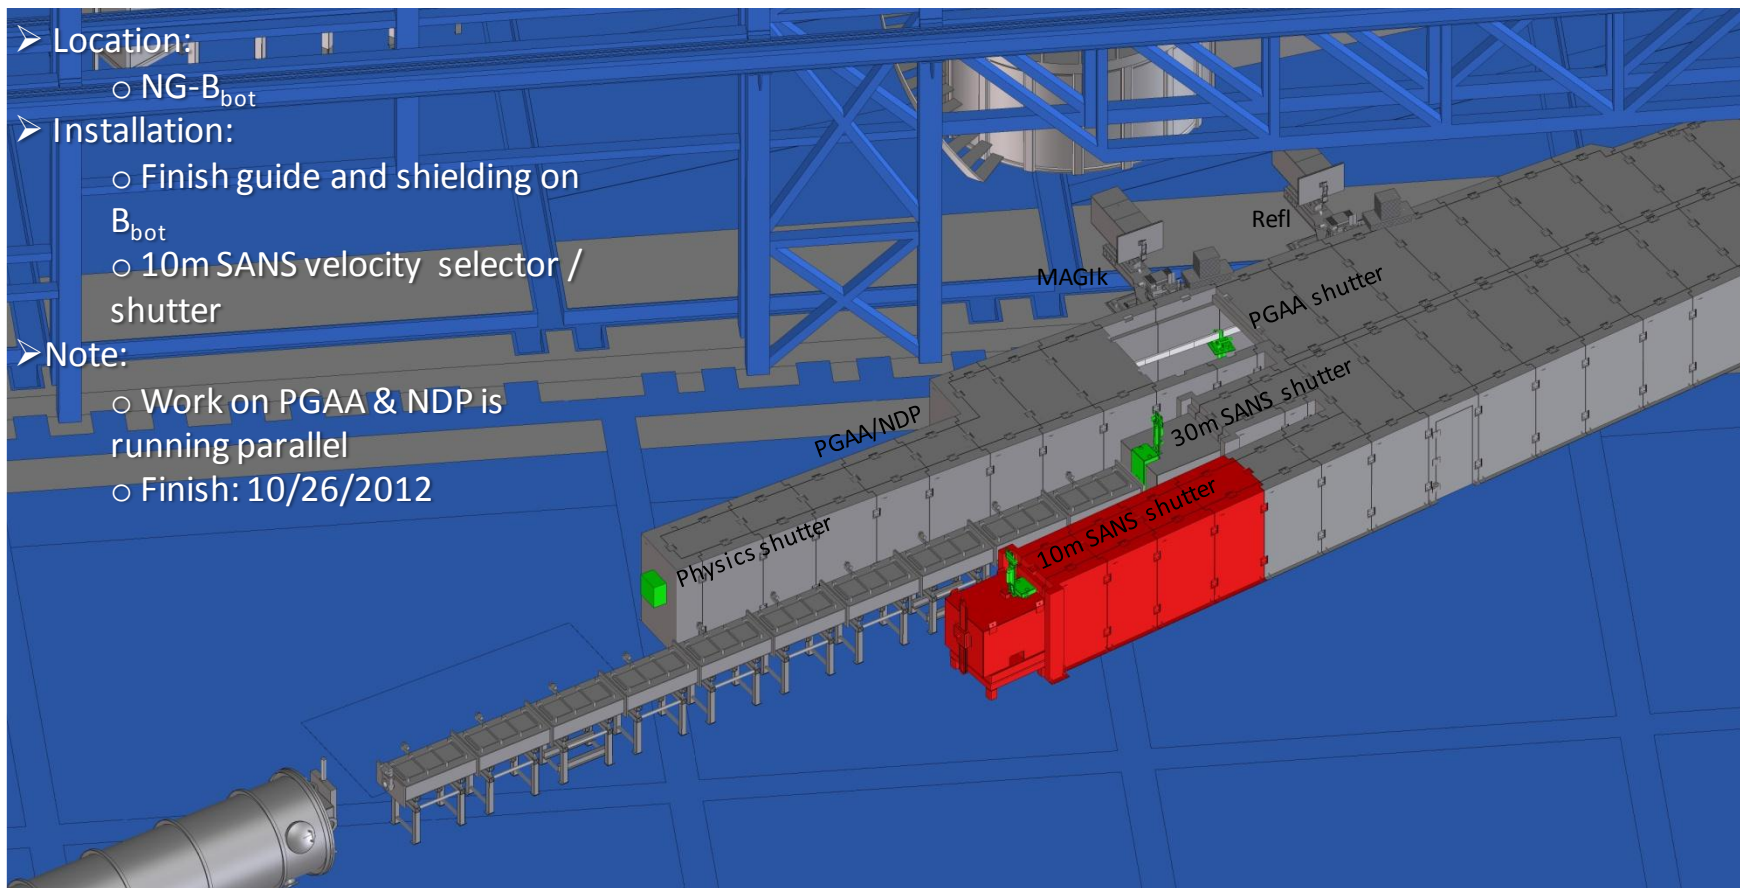 ➢ Location:
○ NG-B_bot
➢ Installation:
○ Finish guide and shielding on
B_bot
○ 10m SANS velocity selector /
shutter
➢Note:
○ Work on PGAA & NDP is
running parallel
○ Finish: 10/26/2012
Refl
MAGIk
PGAA shutter
30m SANS shutter
PGAA/NDP
10m SANS shutter
Physics shutter